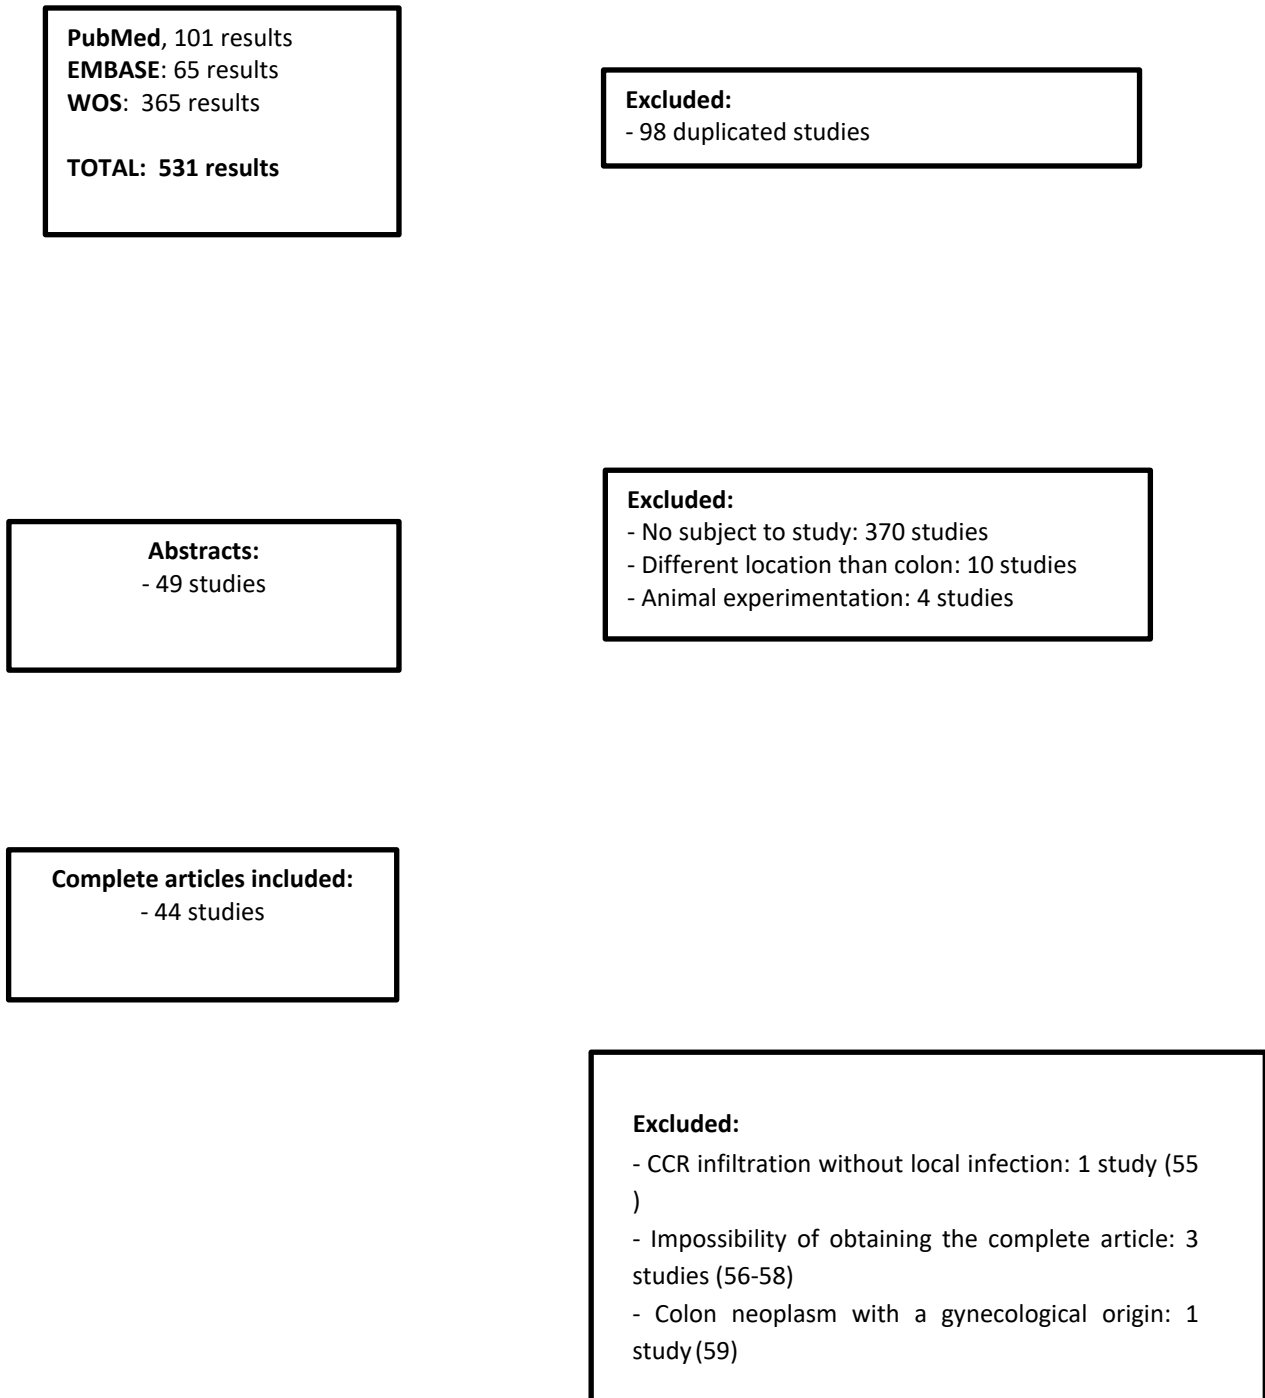 PubMed, 101 results
EMBASE: 65 results
WOS: 365 results
TOTAL: 531 results
Excluded:
- 98 duplicated studies
Excluded:
- No subject to study: 370 studies
- Different location than colon: 10 studies
- Animal experimentation: 4 studies
Abstracts:
- 49 studies
Complete articles included:
- 44 studies
Excluded:
- CCR infiltration without local infection: 1 study (55
)
- Impossibility of obtaining the complete article: 3
studies (56-58)
- Colon neoplasm with a gynecological origin: 1
study (59)